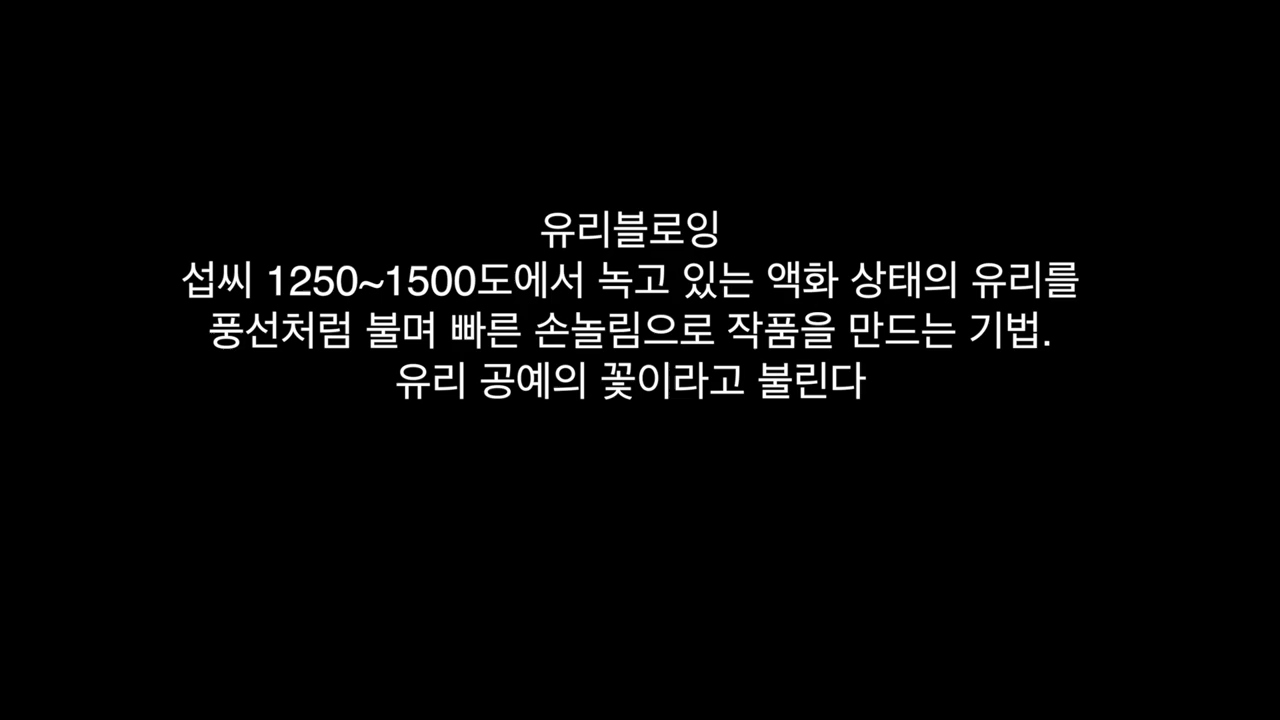 유리블로잉
섭씨 1250~1500도에서 녹고 있는 액화 상태의 유리를
풍선처럼 불며 빠른 손놀림으로 작품을 만드는 기법.
유리 공예의 꽃이라고 불린다